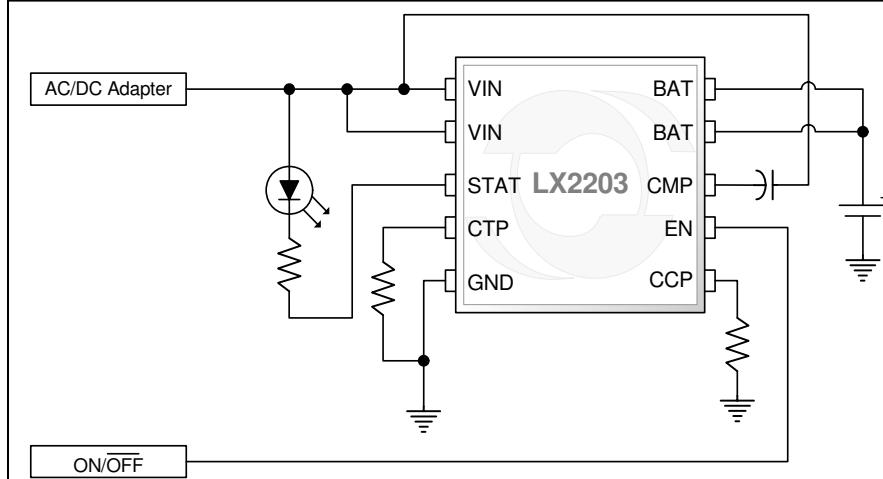 AC/DC Adapter
VIN
BAT
VIN
BAT
STAT
LX2203
CMP
CTP
EN
GND
CCP
ON/OFF